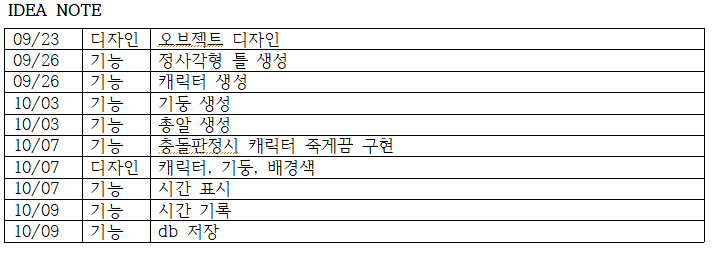 IDEA NOTE
09/23 디자인 오브젝트 디자인
09/26 기능 정사각형 틀 생성
09/26 기능 캐릭터 생성
10/03 기능 기둥 생성
10/03 기능 총알 생성
10/07 기능 충돌판정시 캐릭터 죽게끔 구현
10/07 디자인 캐릭터, 기둥, 배경색
10/07 기능 시간 표시
10/09 기능 시간 기록
10/09 기능 db 저장